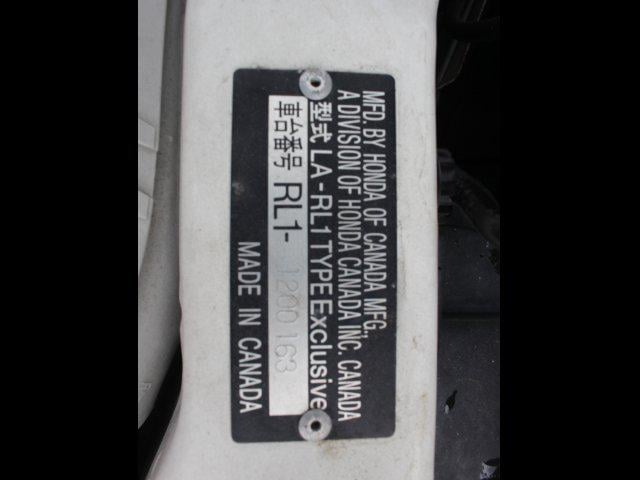 MFD. BY HONDA OF CANADA MFG.,
A DIVISION OF HONDA CANADA INC. CANADA
型式 LA-RL1 TYPE Exclusive
車台番号 RL1-1200163
MADE IN CANADA